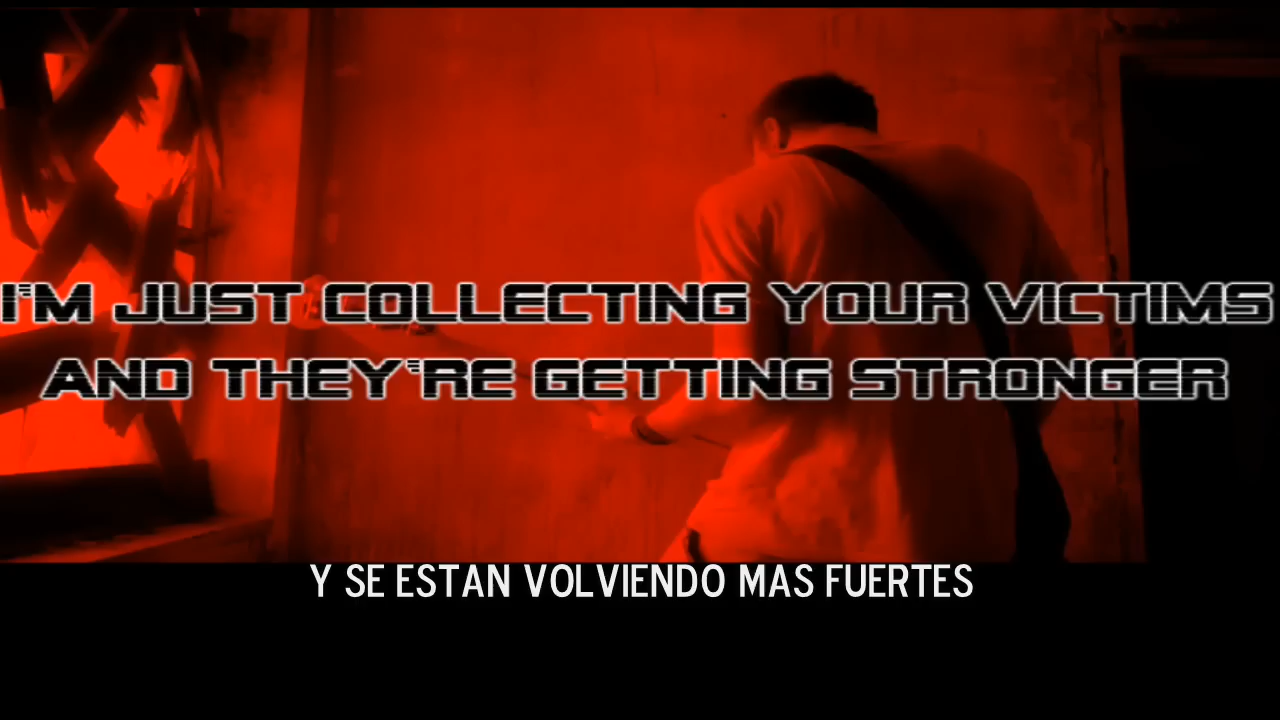 I'M JUST COLLECTING YOUR VICTIMS
AND THEY'RE GETTING STRONGER
Y SE ESTAN VOLVIENDO MAS FUERTES